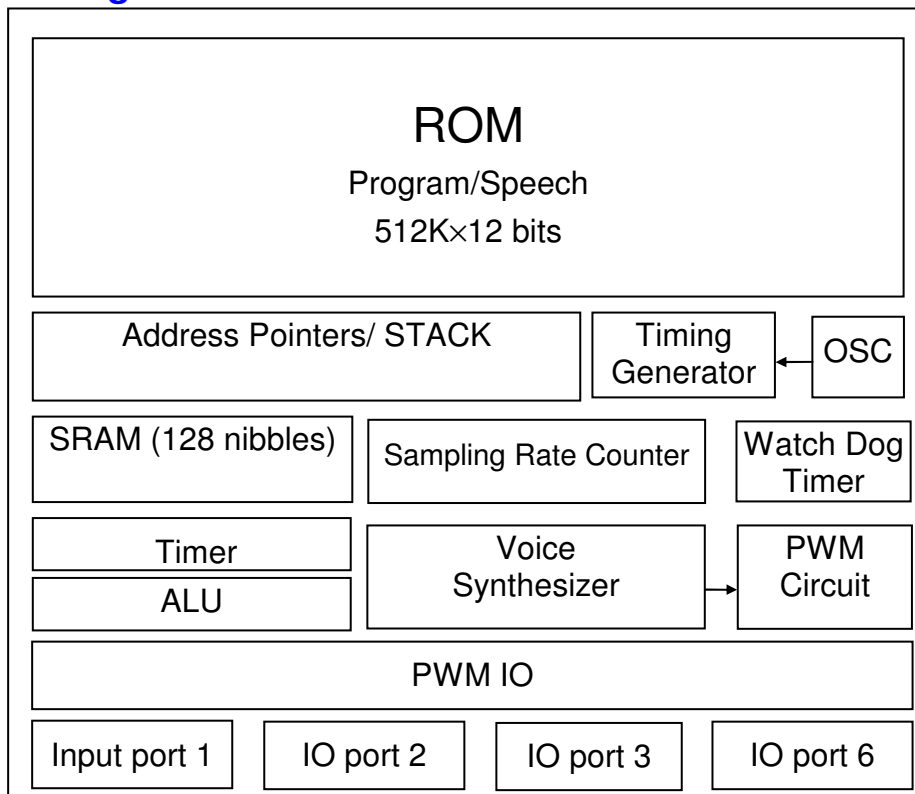 ROM
Program/Speech
512K×12 bits
Address Pointers/ STACK
Timing
Generator
OSC
SRAM (128 nibbles)
Sampling Rate Counter
Watch Dog
Timer
Timer
ALU
Voice
Synthesizer
PWM
Circuit
PWM IO
Input port 1
IO port 2
IO port 3
IO port 6